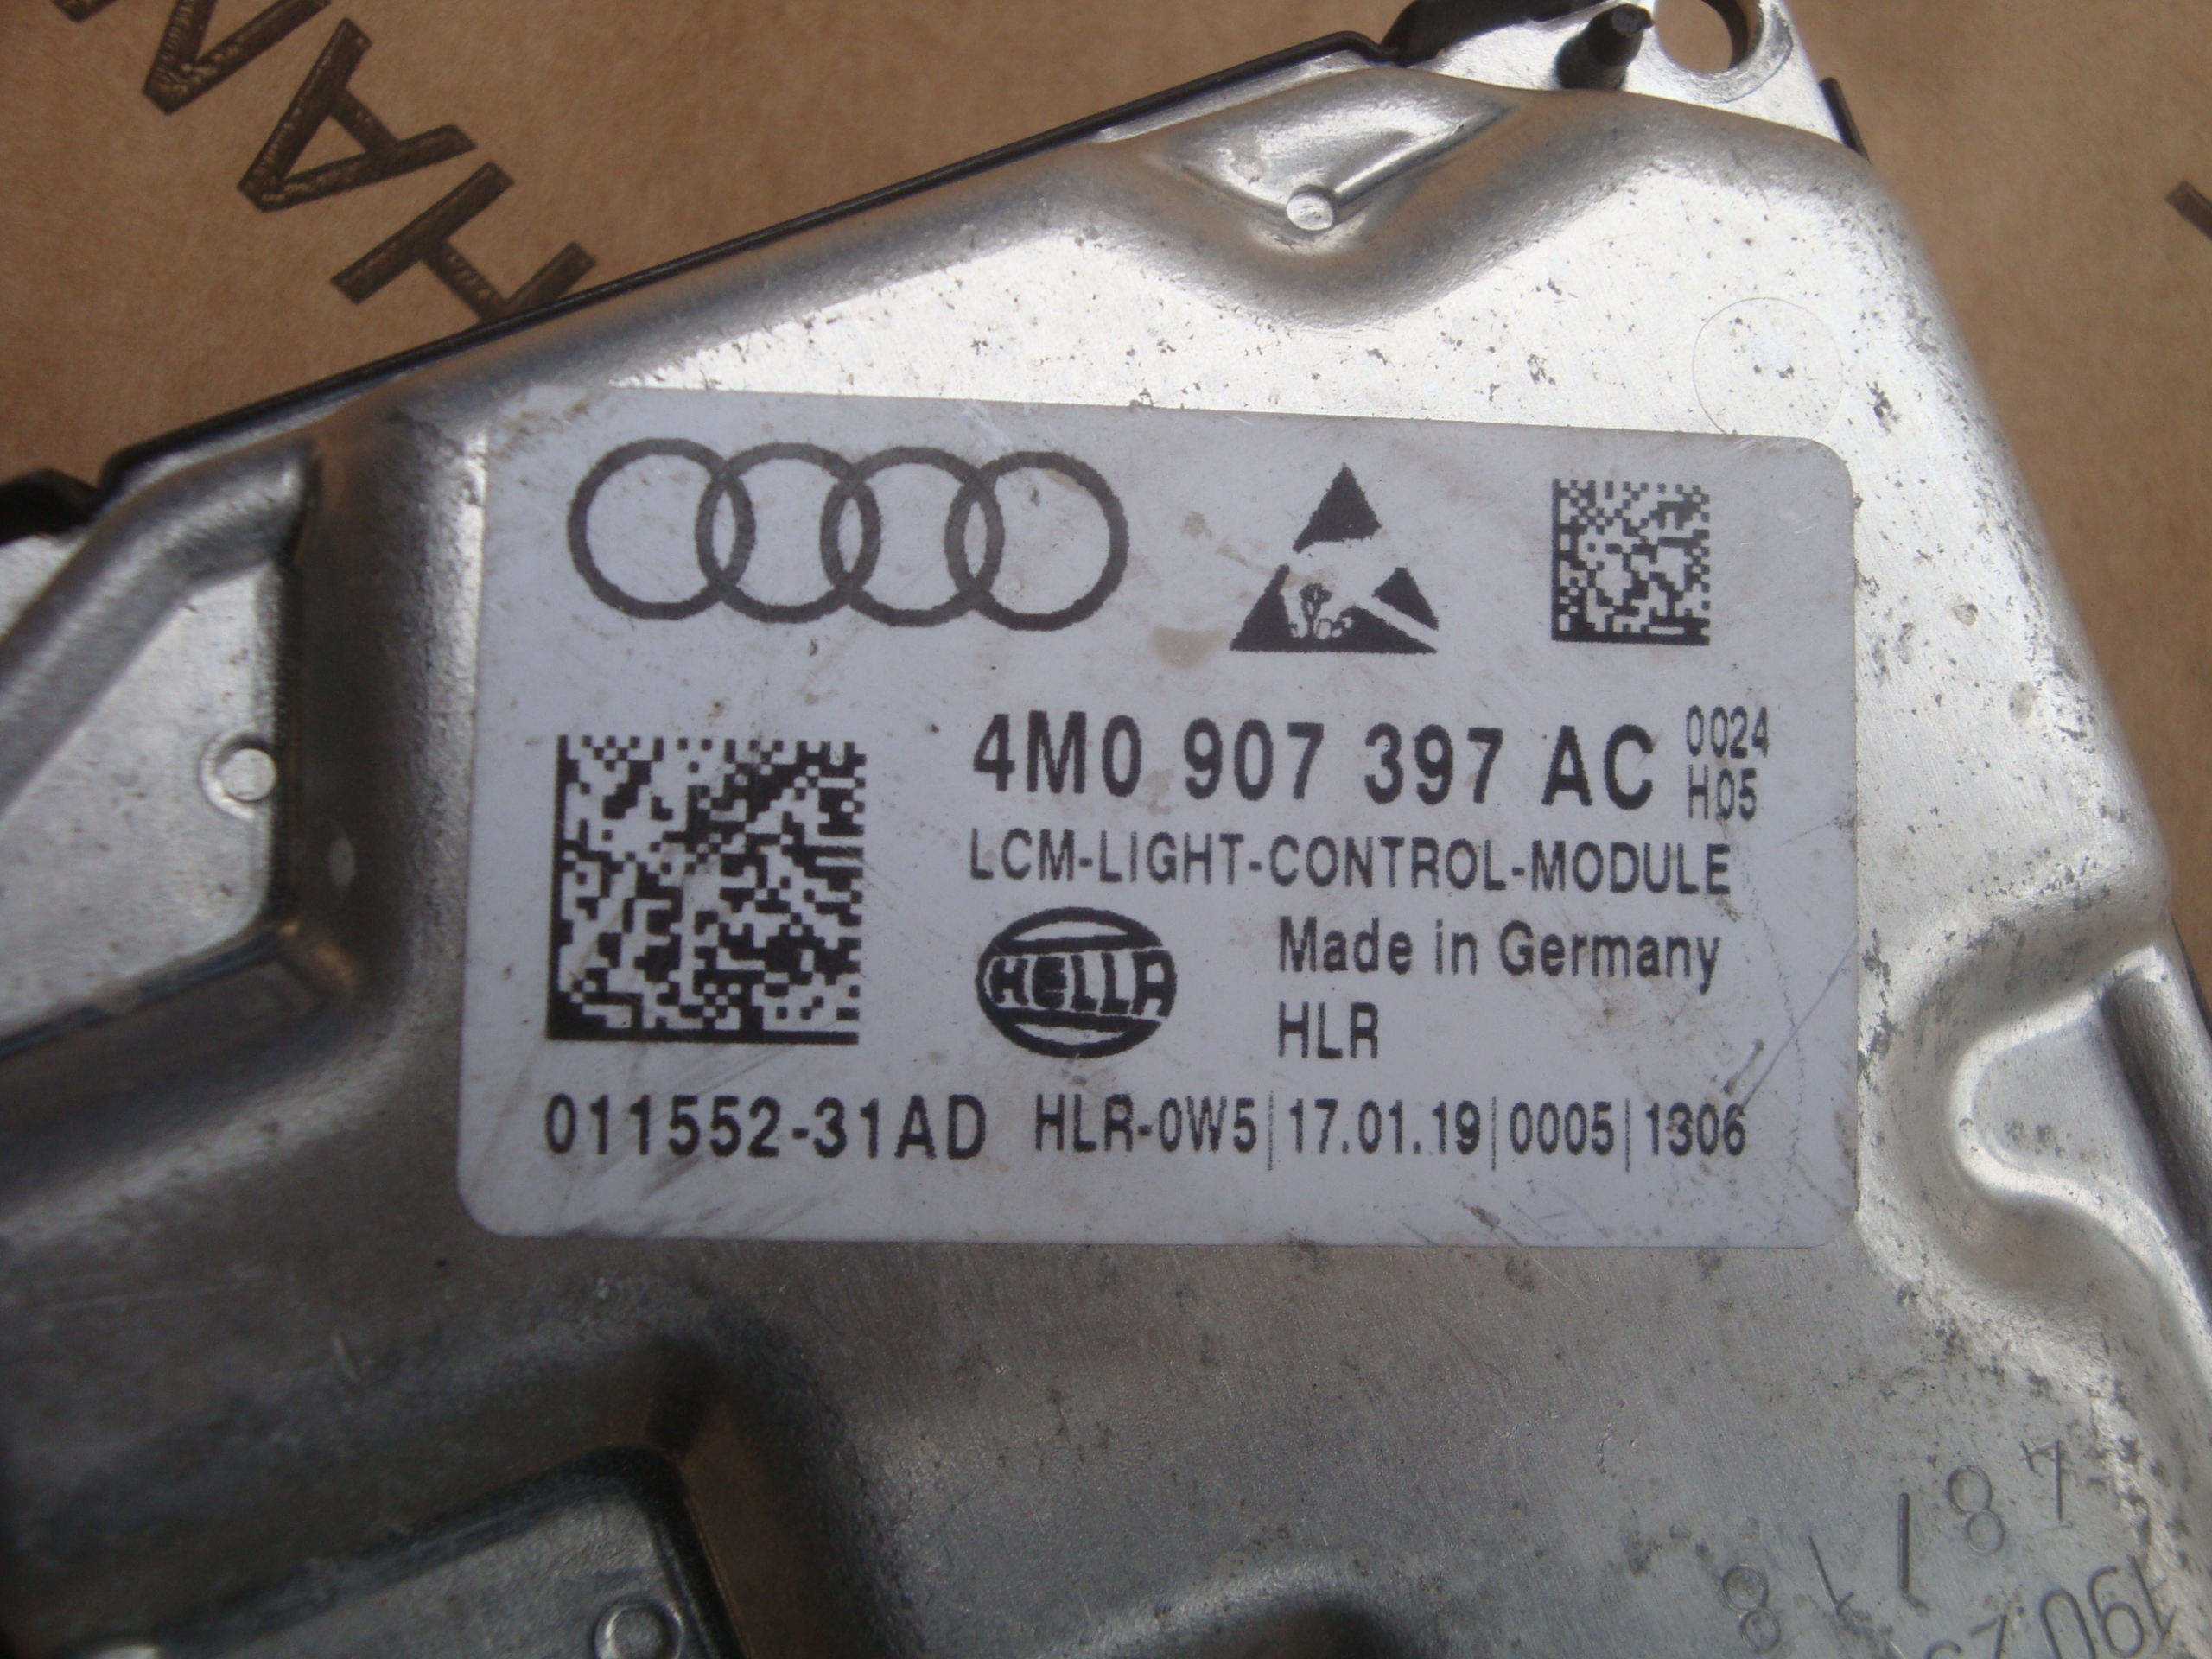 HAN
4M0 907 397 AC 0024
H05
LCM-LIGHT-CONTROL-MODULE
HELLA
Made in Germany
HLR
011552-31AD HLR-0W5|17.01.19|0005|1306